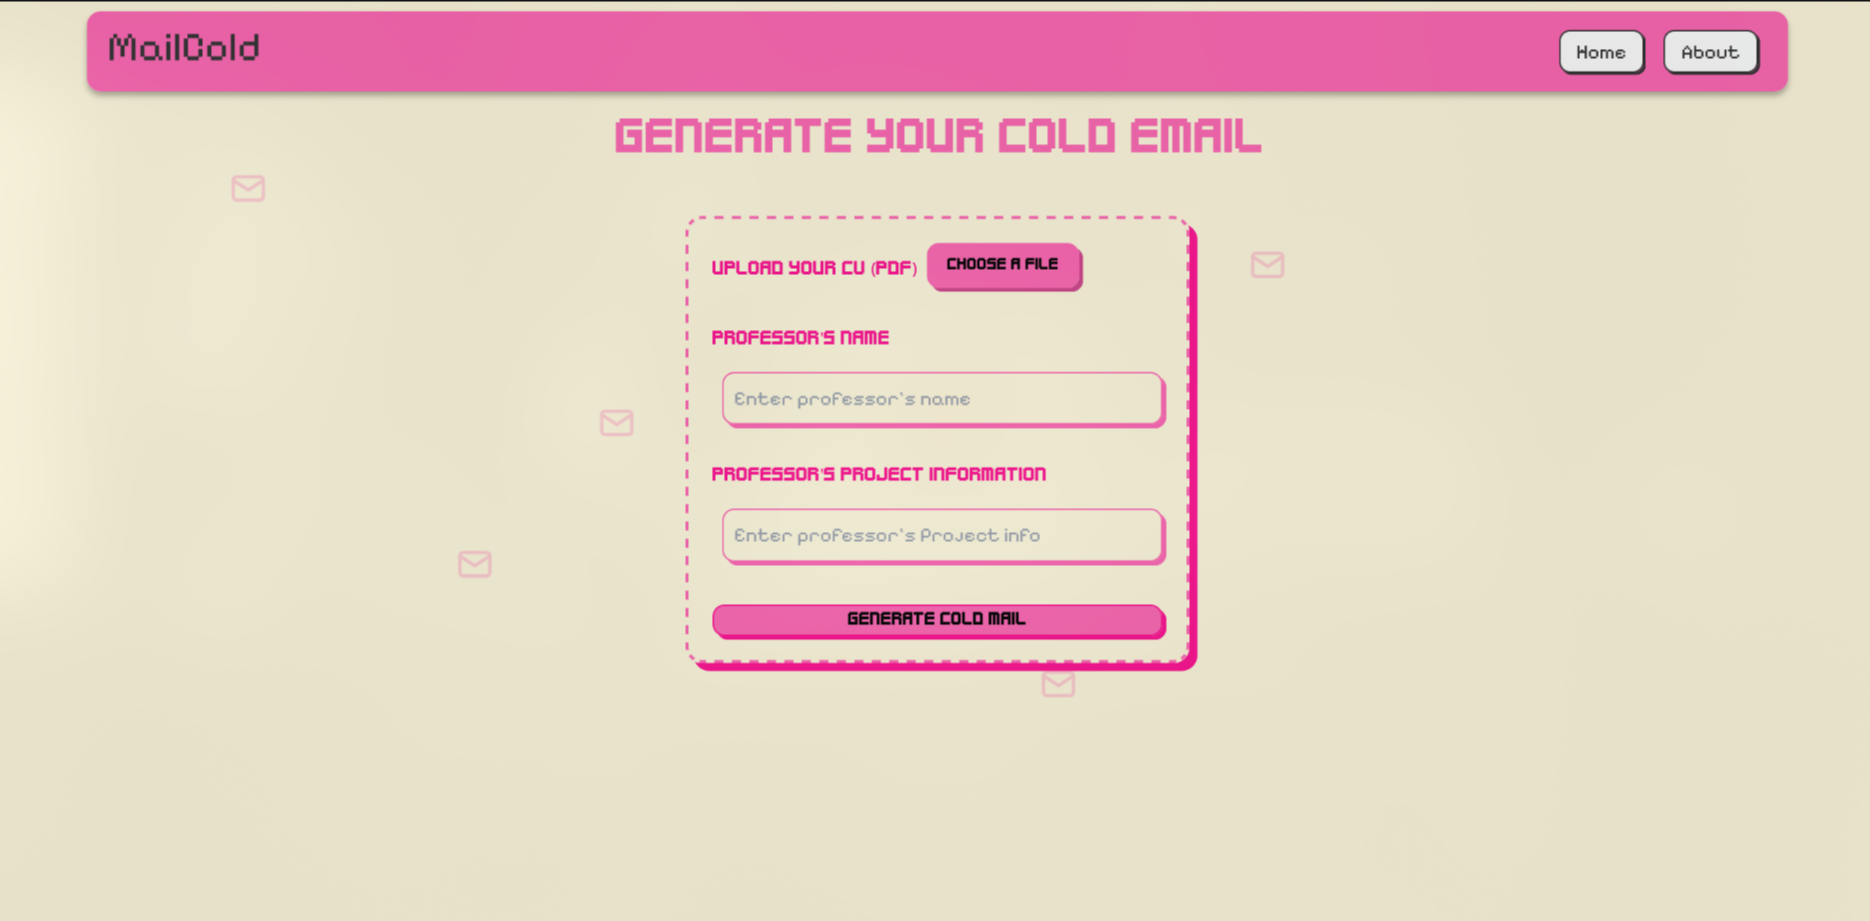 MailCold
Home About
GENERATE YOUR COLD EMAIL
UPLOAD YOUR CU (PDF) CHOOSE A FILE
PROFESSOR'S NAME
Enter professor's name
PROFESSOR'S PROJECT INFORMATION
Enter professor's Project info
GENERATE COLD MAIL